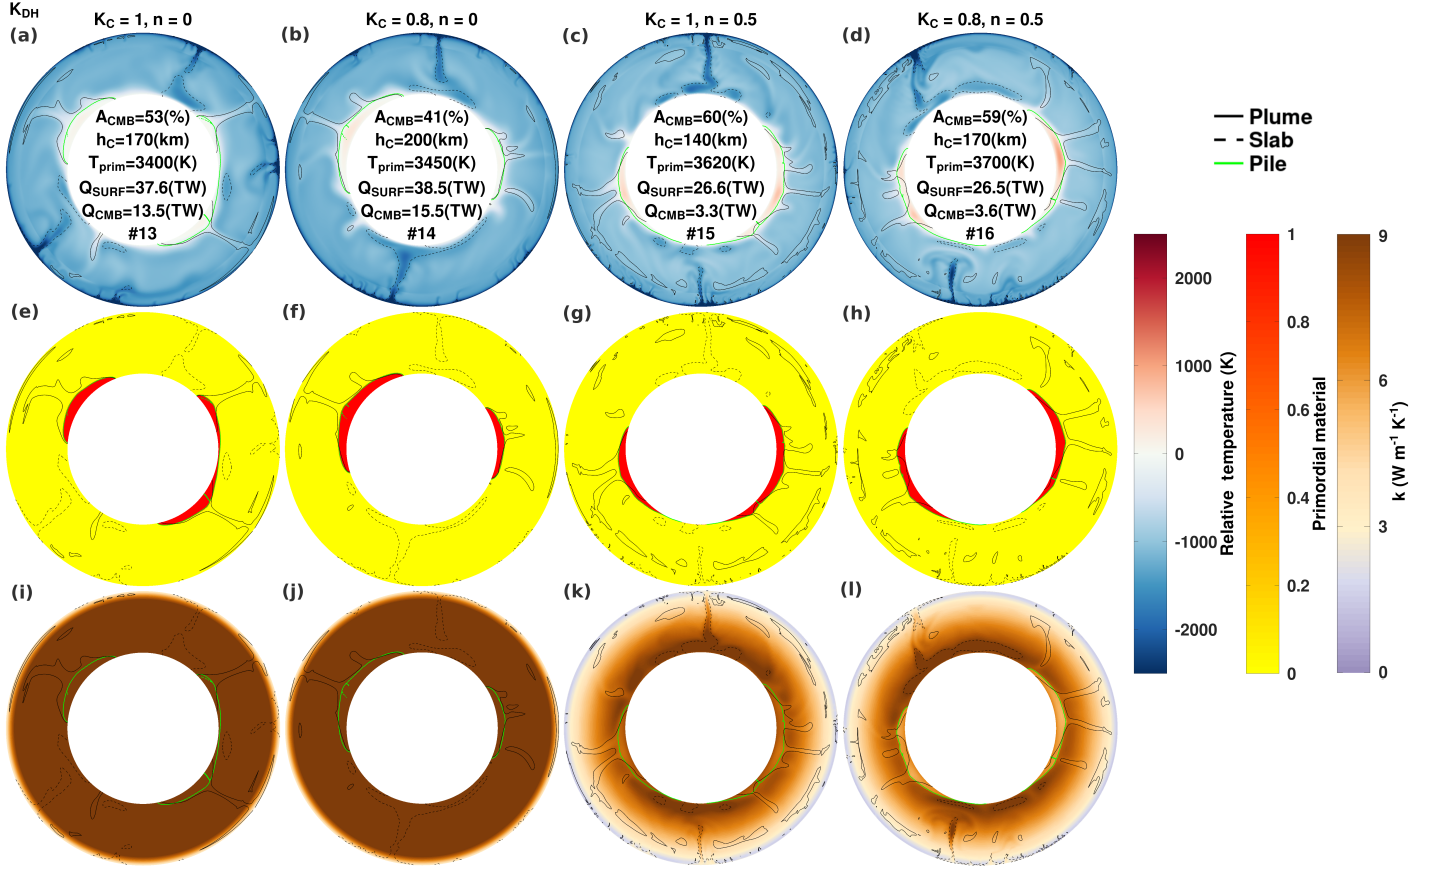 K_DH
K_C = 1, n = 0
K_C = 0.8, n = 0
K_C = 1, n = 0.5
K_C = 0.8, n = 0.5
(a)
(b)
(c)
(d)
A_CMB=53(%)
h_C=170(km)
T_prim=3400(K)
Q_SURF=37.6(TW)
Q_CMB=13.5(TW)
#13
A_CMB=41(%)
h_C=200(km)
T_prim=3450(K)
Q_SURF=38.5(TW)
Q_CMB=15.5(TW)
#14
A_CMB=60(%)
h_C=140(km)
T_prim=3620(K)
Q_SURF=26.6(TW)
Q_CMB=3.3(TW)
#15
A_CMB=59(%)
h_C=170(km)
T_prim=3700(K)
Q_SURF=26.5(TW)
Q_CMB=3.6(TW)
#16
Plume
Slab
Pile
(e)
(f)
(g)
(h)
(i)
(j)
(k)
(l)
2000
1000
0
-1000
-2000
Relative temperature (K)
1
0.8
0.6
0.4
0.2
0
Primordial material
9
6
3
0
k (W m⁻¹ K⁻¹)